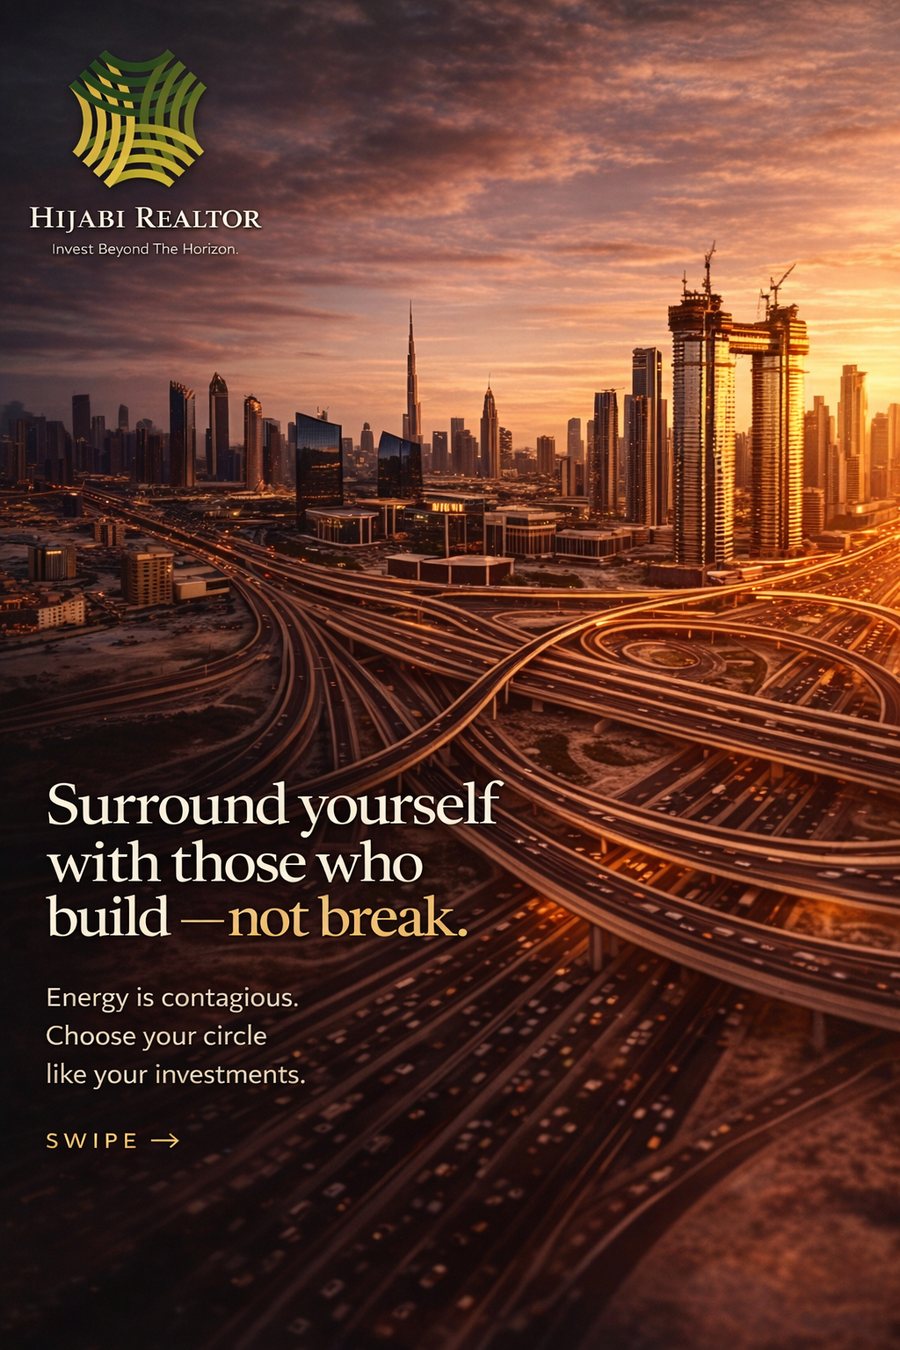 Hijabi Realtor
Invest Beyond The Horizon.
Surround yourself
with those who
build —not break.
Energy is contagious.
Choose your circle
like your investments.
SWIPE →